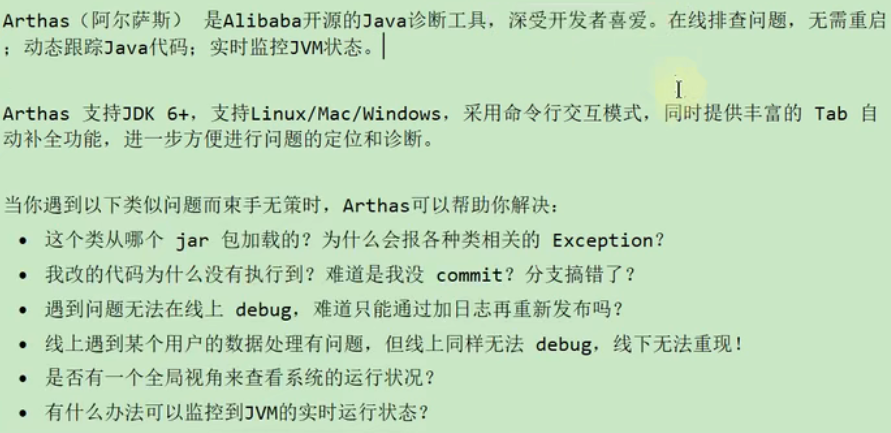 Arthas（阿尔萨斯） 是Alibaba开源的Java诊断工具，深受开发者喜爱。在线排查问题，无需重启
；动态跟踪Java代码；实时监控JVM状态。
Arthas 支持JDK 6+，支持Linux/Mac/Windows，采用命令行交互模式，同时提供丰富的 Tab 自
动补全功能，进一步方便进行问题的定位和诊断。
当你遇到以下类似问题而束手无策时，Arthas可以帮助你解决：
• 这个类从哪个 jar 包加载的？为什么会报各种类相关的 Exception？
• 我改的代码为什么没有执行到？难道是我没 commit？分支搞错了？
• 遇到问题无法在线上 debug，难道只能通过加日志再重新发布吗？
• 线上遇到某个用户的数据处理有问题，但线上同样无法 debug，线下无法重现！
• 是否有一个全局视角来查看系统的运行状况？
• 有什么办法可以监控到JVM的实时运行状态？